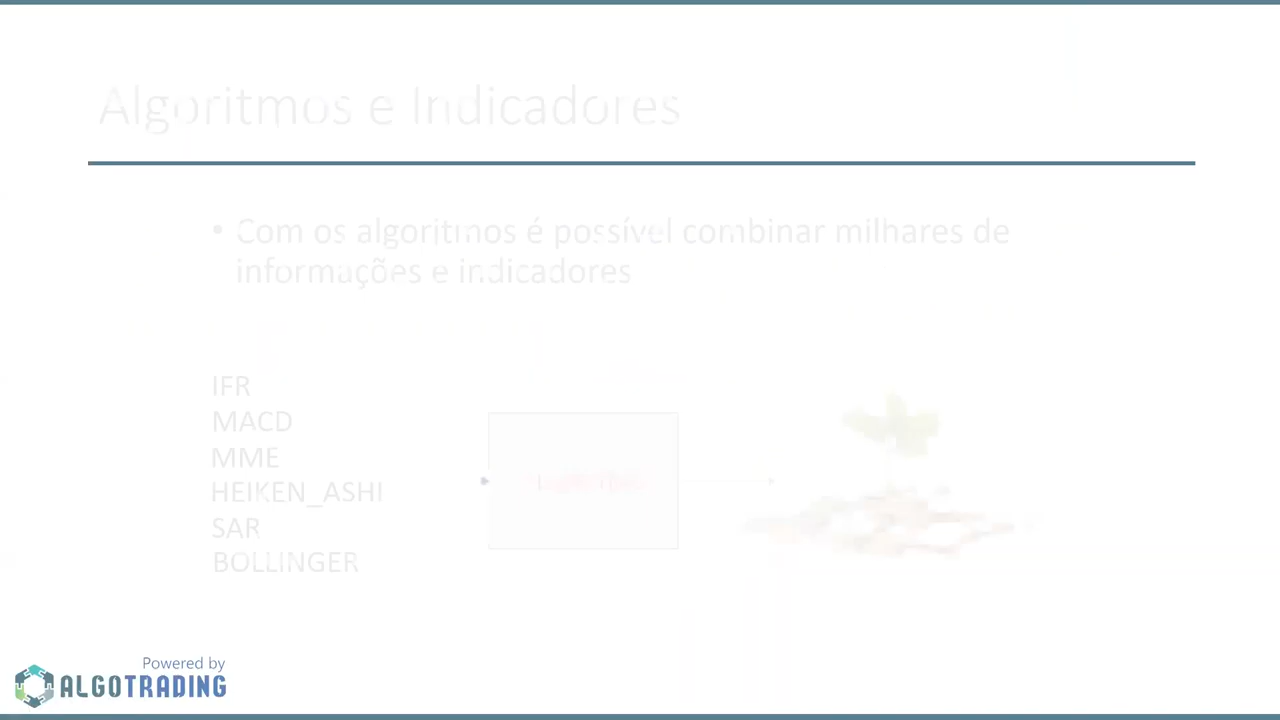 Algoritmos e Indicadores
• Com os algoritmos é possível combinar milhares de
informações e indicadores
IFR
MACD
MME
HEIKEN_ASHI
SAR
BOLLINGER
Powered by
ALGOTRADING